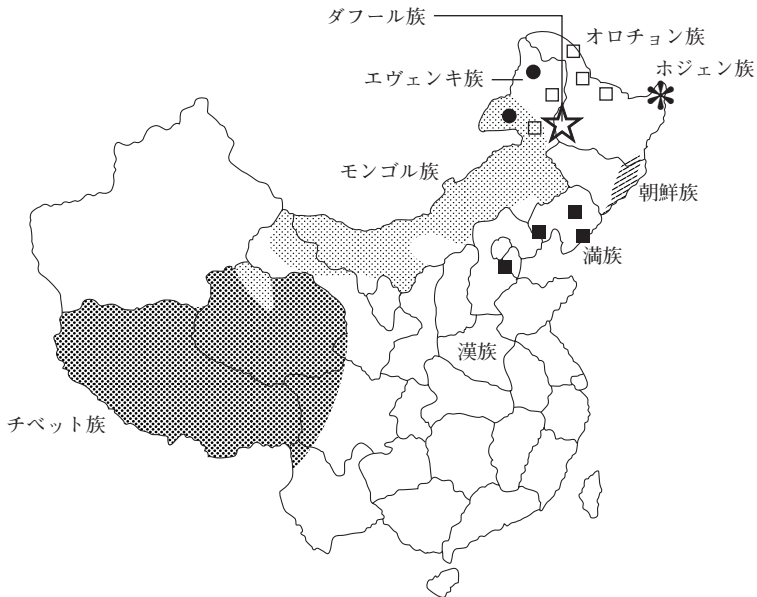 ダフール族
オロチョン族
エヴェンキ族
ホジェン族
モンゴル族
朝鮮族
満族
漢族
チベット族